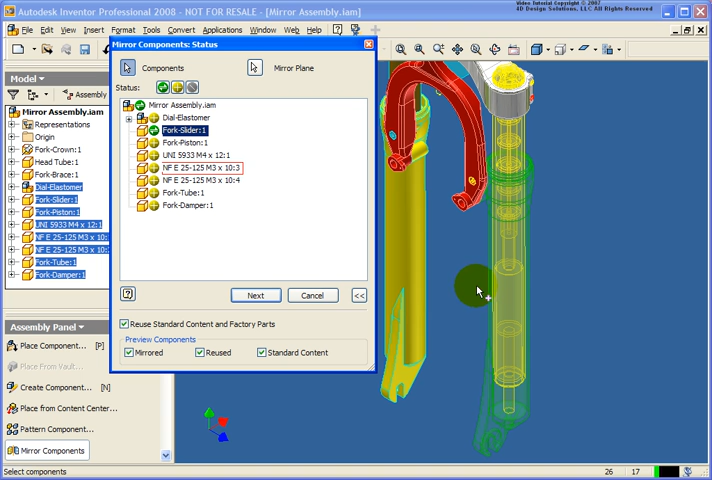 Autodesk Inventor Professional 2008 - NOT FOR RESALE - [Mirror Assembly.iam]
Video Tutorial Copyright © 2007
4D Design Solutions, LLC All Rights Reserved
File Edit View Insert Format Tools Convert Applications Window Web Help
Mirror Components: Status
Components
Mirror Plane
Status:
Mirror Assembly.iam
Dial-Elastomer
Fork-Slider:1
Fork-Piston:1
UNI 5933 M4 x 12:1
NF E 25-125 M3 x 10:3
NF E 25-125 M3 x 10:4
Fork-Tube:1
Fork-Damper:1
Next
Cancel
<<
Reuse Standard Content and Factory Parts
Preview Components
Mirrored
Reused
Standard Content
Model
Assembly
Mirror Assembly.iam
Representations
Origin
Fork-Crown:1
Head Tube:1
Fork-Brace:1
Dial-Elastomer
Fork-Slider:1
Fork-Piston:1
UNI 5933 M4 x 12:1
NF E 25-125 M3 x 10:
NF E 25-125 M3 x 10:
Fork-Tube:1
Fork-Damper:1
Assembly Panel
Place Component... [P]
Place From Vault...
Create Component... [N]
Place from Content Center...
Pattern Component...
Mirror Components
Select components
26
17